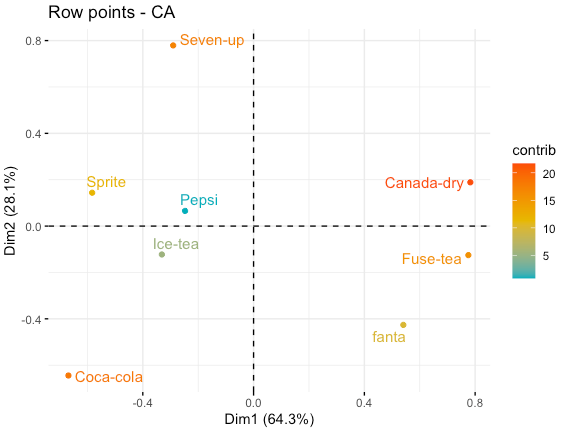 Row points - CA
0.8
Seven-up
0.4
contrib
20
15
10
5
Sprite
Canada-dry
Pepsi
0.0
Ice-tea
Fuse-tea
Dim2 (28.1%)
-0.4
fanta
Coca-cola
-0.4
0.0
0.4
0.8
Dim1 (64.3%)